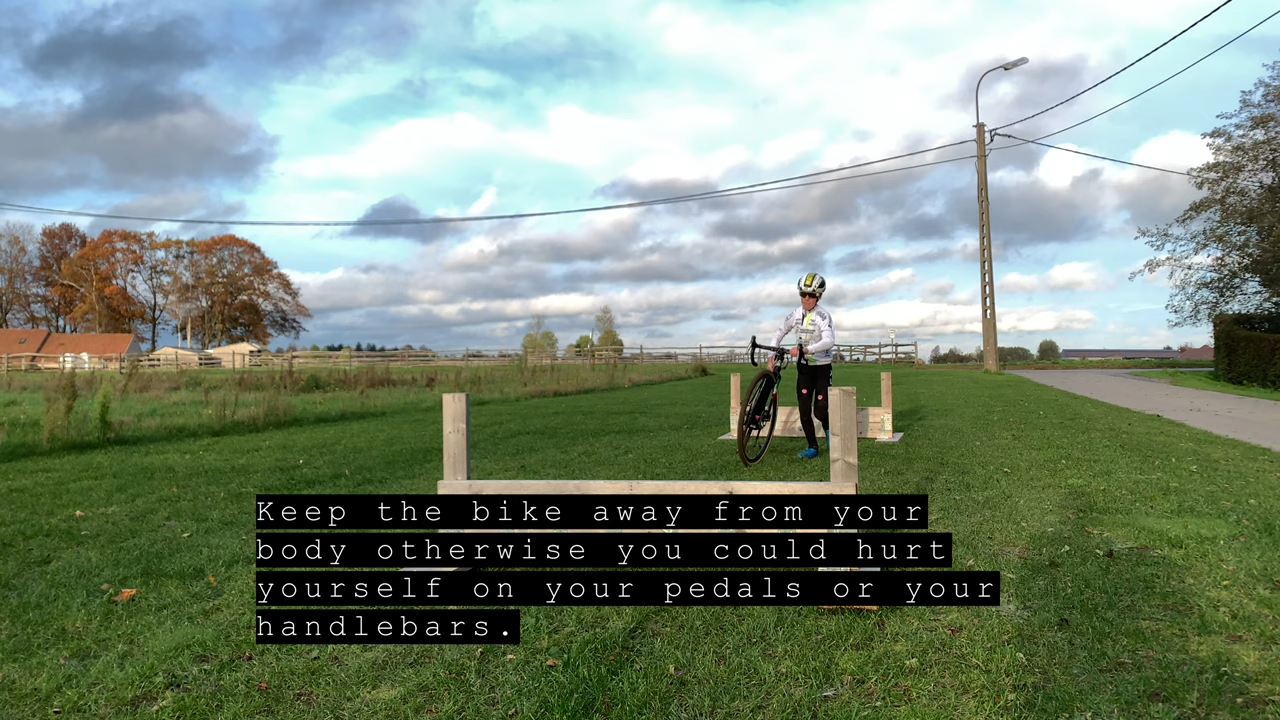 Keep the bike away from your
body otherwise you could hurt
yourself on your pedals or your
handlebars.